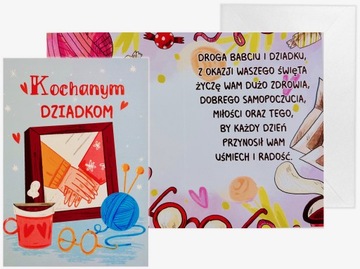 Kochanym
DZIADKOM
DROGA BABCIU I DZIADKU,
Z OKAZJI WASZEGO ŚWIĘTA
ŻYCZĘ WAM DUŻO ZDROWIA,
DOBREGO SAMOPOCZUCIA,
MIŁOŚCI ORAZ TEGO,
BY KAŻDY DZIEŃ
PRZYNOSIŁ WAM
UŚMIECH I RADOŚĆ.